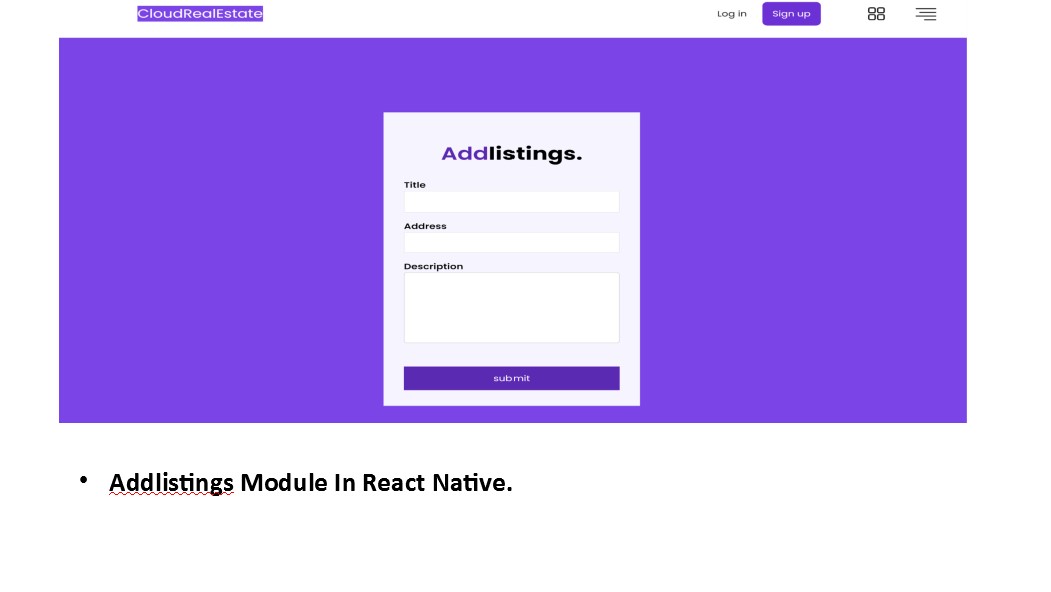 CloudRealEstate Log in Sign up
Addlistings.
Title
Address
Description
submit
• Addlistings Module In React Native.